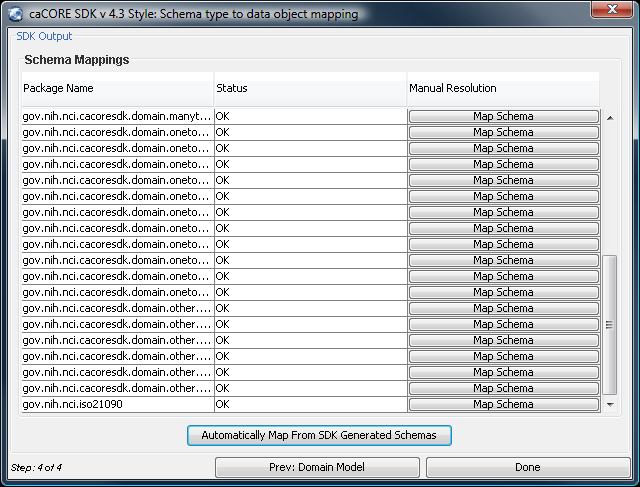 caCORE SDK v 4.3 Style: Schema type to data object mapping
SDK Output
Schema Mappings
Package Name Status Manual Resolution
gov.nih.nci.cacoresdk.domain.manyt... OK Map Schema
gov.nih.nci.cacoresdk.domain.oneto... OK Map Schema
gov.nih.nci.cacoresdk.domain.oneto... OK Map Schema
gov.nih.nci.cacoresdk.domain.oneto... OK Map Schema
gov.nih.nci.cacoresdk.domain.oneto... OK Map Schema
gov.nih.nci.cacoresdk.domain.oneto... OK Map Schema
gov.nih.nci.cacoresdk.domain.oneto... OK Map Schema
gov.nih.nci.cacoresdk.domain.oneto... OK Map Schema
gov.nih.nci.cacoresdk.domain.oneto... OK Map Schema
gov.nih.nci.cacoresdk.domain.oneto... OK Map Schema
gov.nih.nci.cacoresdk.domain.oneto... OK Map Schema
gov.nih.nci.cacoresdk.domain.oneto... OK Map Schema
gov.nih.nci.cacoresdk.domain.other.... OK Map Schema
gov.nih.nci.cacoresdk.domain.other.... OK Map Schema
gov.nih.nci.cacoresdk.domain.other.... OK Map Schema
gov.nih.nci.cacoresdk.domain.other.... OK Map Schema
gov.nih.nci.cacoresdk.domain.other.... OK Map Schema
gov.nih.nci.cacoresdk.domain.other.... OK Map Schema
gov.nih.nci.iso21090 OK Map Schema
Automatically Map From SDK Generated Schemas
Step: 4 of 4 Prev: Domain Model Done